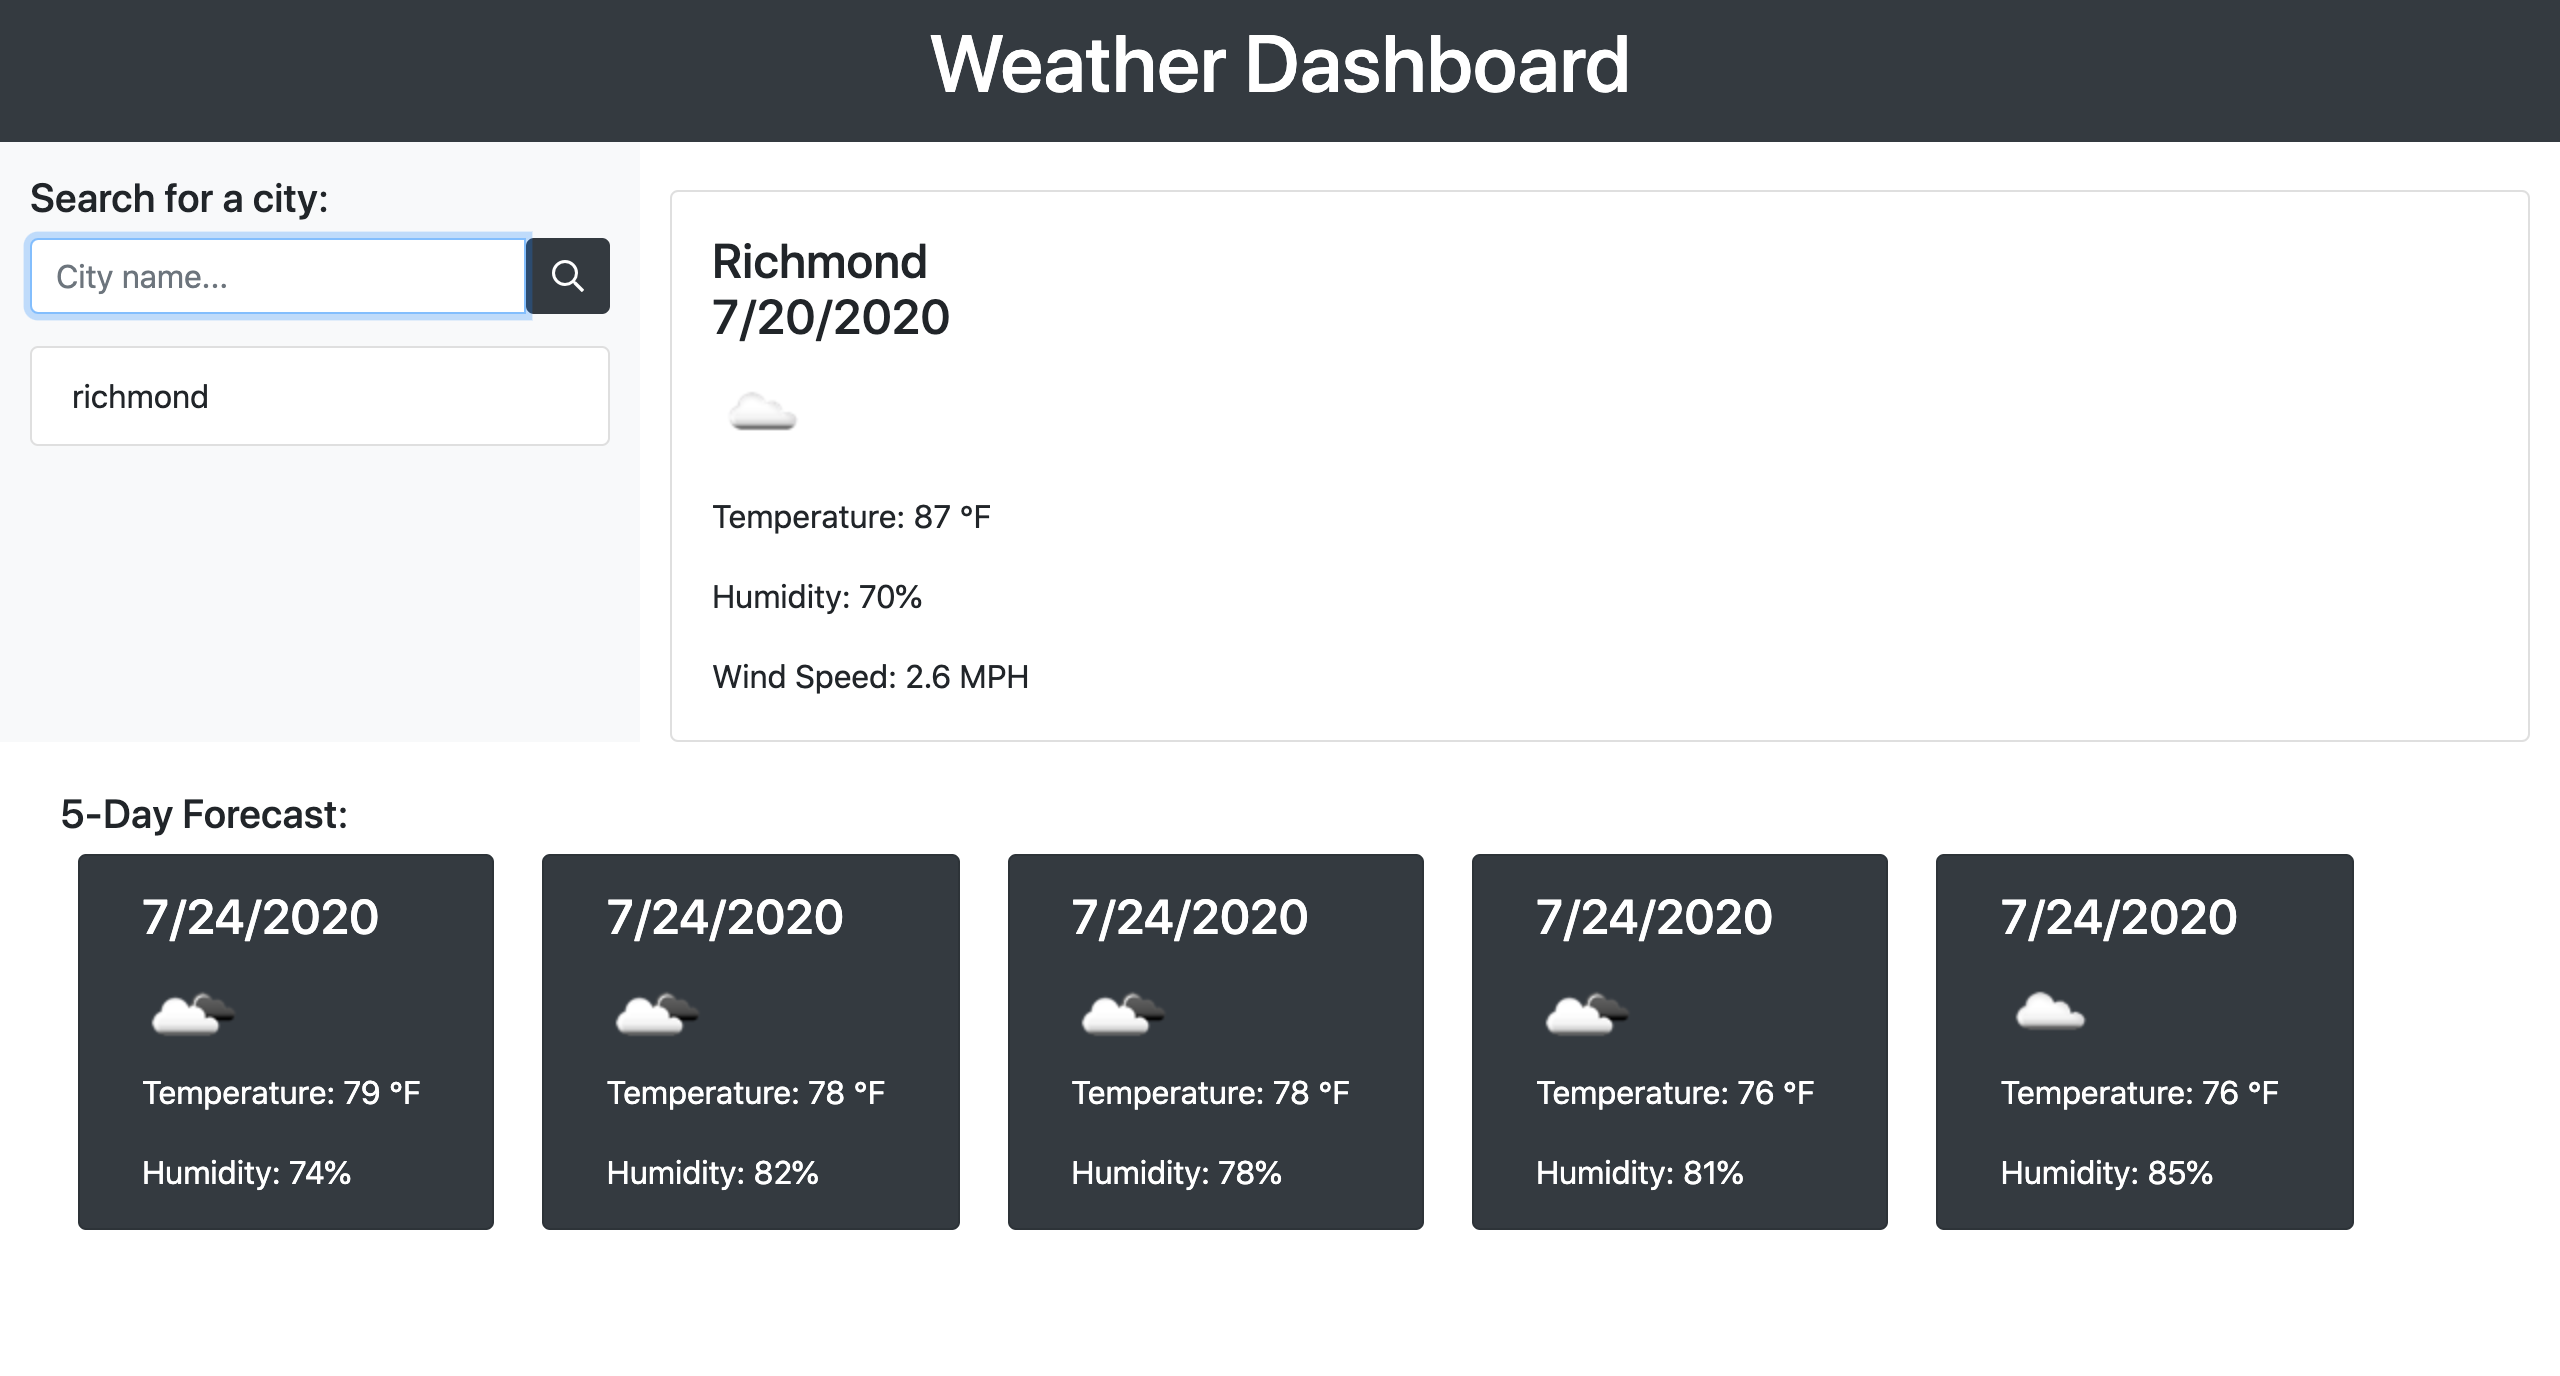 Weather Dashboard
Search for a city:
City name...
richmond
Richmond
7/20/2020
Temperature: 87 °F
Humidity: 70%
Wind Speed: 2.6 MPH
5-Day Forecast:
7/24/2020
Temperature: 79 °F
Humidity: 74%
7/24/2020
Temperature: 78 °F
Humidity: 82%
7/24/2020
Temperature: 78 °F
Humidity: 78%
7/24/2020
Temperature: 76 °F
Humidity: 81%
7/24/2020
Temperature: 76 °F
Humidity: 85%